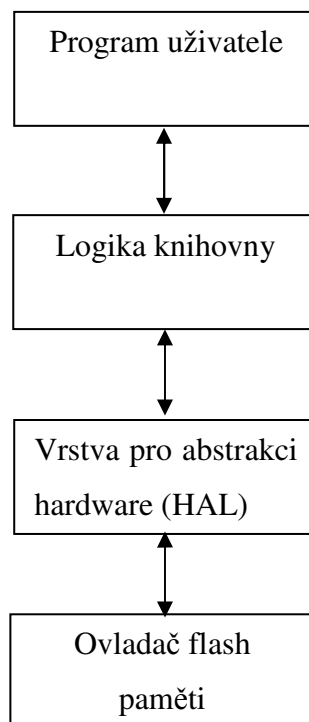 Program uživatele
Logika knihovny
Vrstva pro abstrakci
hardware (HAL)
Ovladač flash
paměti